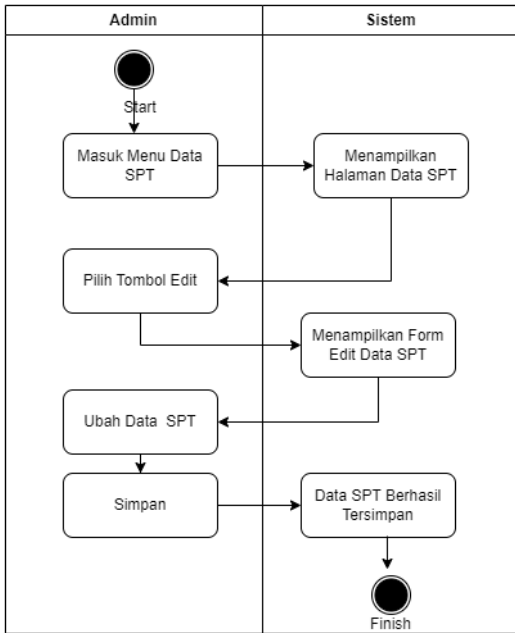 Admin
Sistem
Start
Masuk Menu Data
SPT
Menampilkan
Halaman Data SPT
Pilih Tombol Edit
Menampilkan Form
Edit Data SPT
Ubah Data SPT
Simpan
Data SPT Berhasil
Tersimpan
Finish